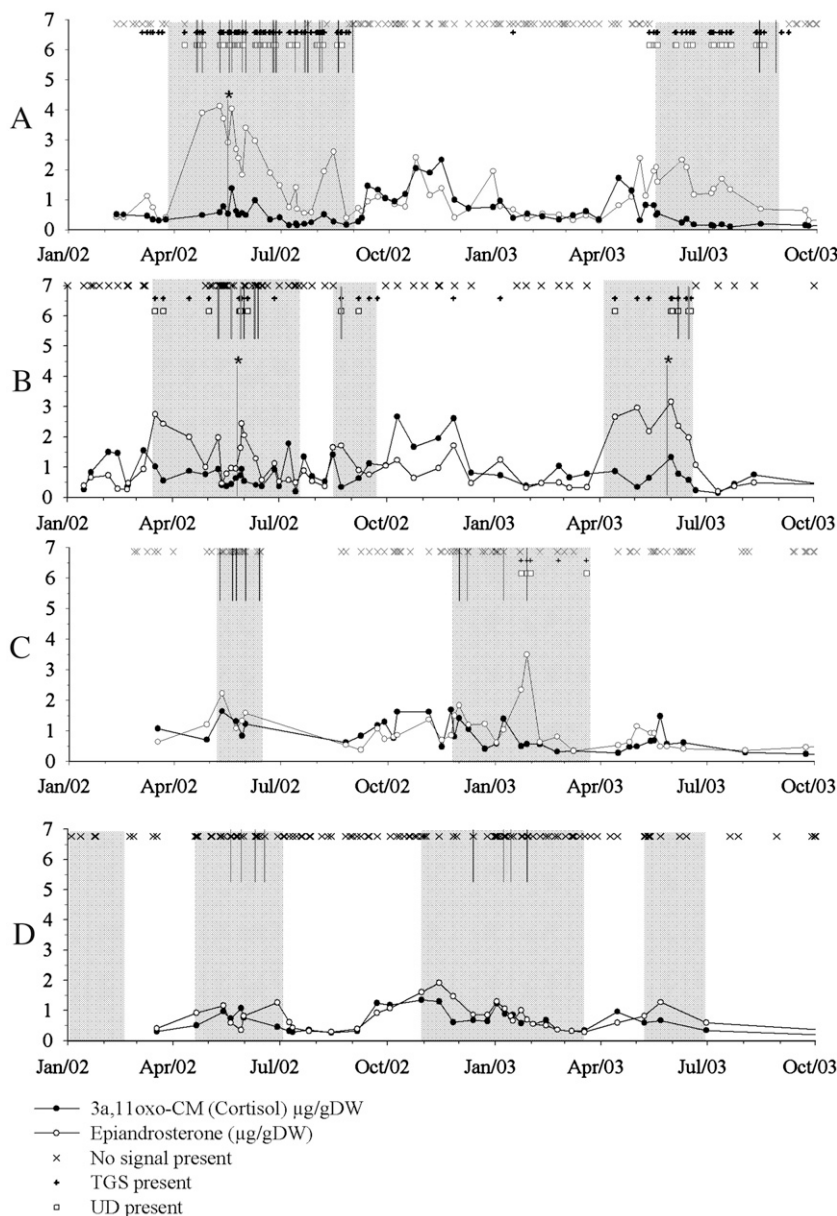 7
6
5
4
3
2
1
0
A
*
Jan/02 Apr/02 Jul/02 Oct/02 Jan/03 Apr/03 Jul/03 Oct/03
7
6
5
4
3
2
1
0
B
*
*
Jan/02 Apr/02 Jul/02 Oct/02 Jan/03 Apr/03 Jul/03 Oct/03
7
6
5
4
3
2
1
0
C
Jan/02 Apr/02 Jul/02 Oct/02 Jan/03 Apr/03 Jul/03 Oct/03
7
6
5
4
3
2
1
0
D
Jan/02 Apr/02 Jul/02 Oct/02 Jan/03 Apr/03 Jul/03 Oct/03
3a,11oxo-CM (Cortisol) µg/gDW
Epiandrosterone (µg/gDW)
No signal present
TGS present
UD present